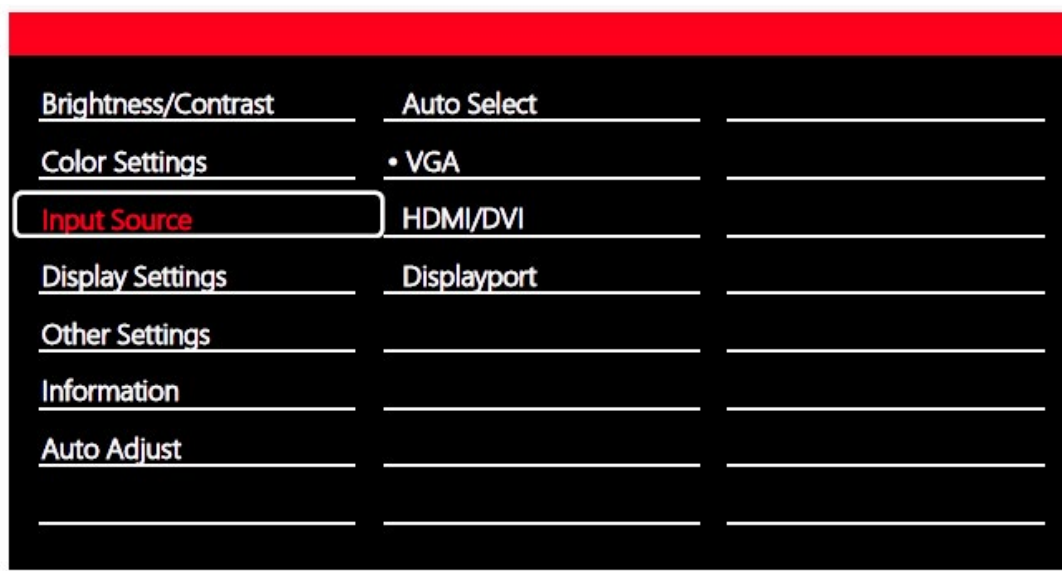 Brightness/Contrast
Color Settings
Input Source
Display Settings
Other Settings
Information
Auto Adjust
Auto Select
• VGA
HDMI/DVI
Displayport